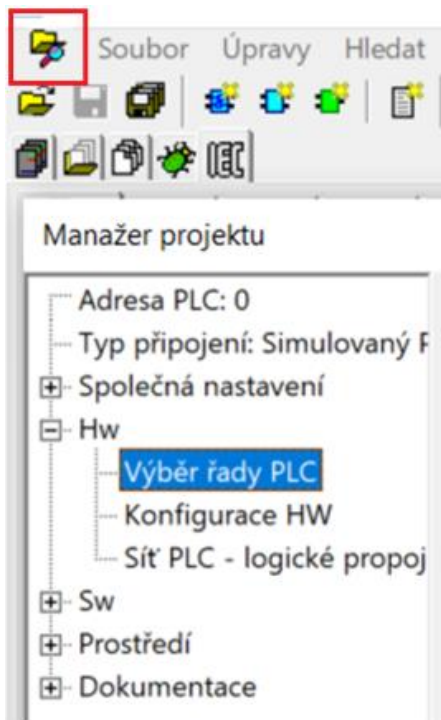 Soubor Úpravy Hledat
IEC
Manažer projektu
Adresa PLC: 0
Typ připojení: Simulovaný
Společná nastavení
Hw
Výběr řady PLC
Konfigurace HW
Síť PLC - logické propoj
Sw
Prostředí
Dokumentace